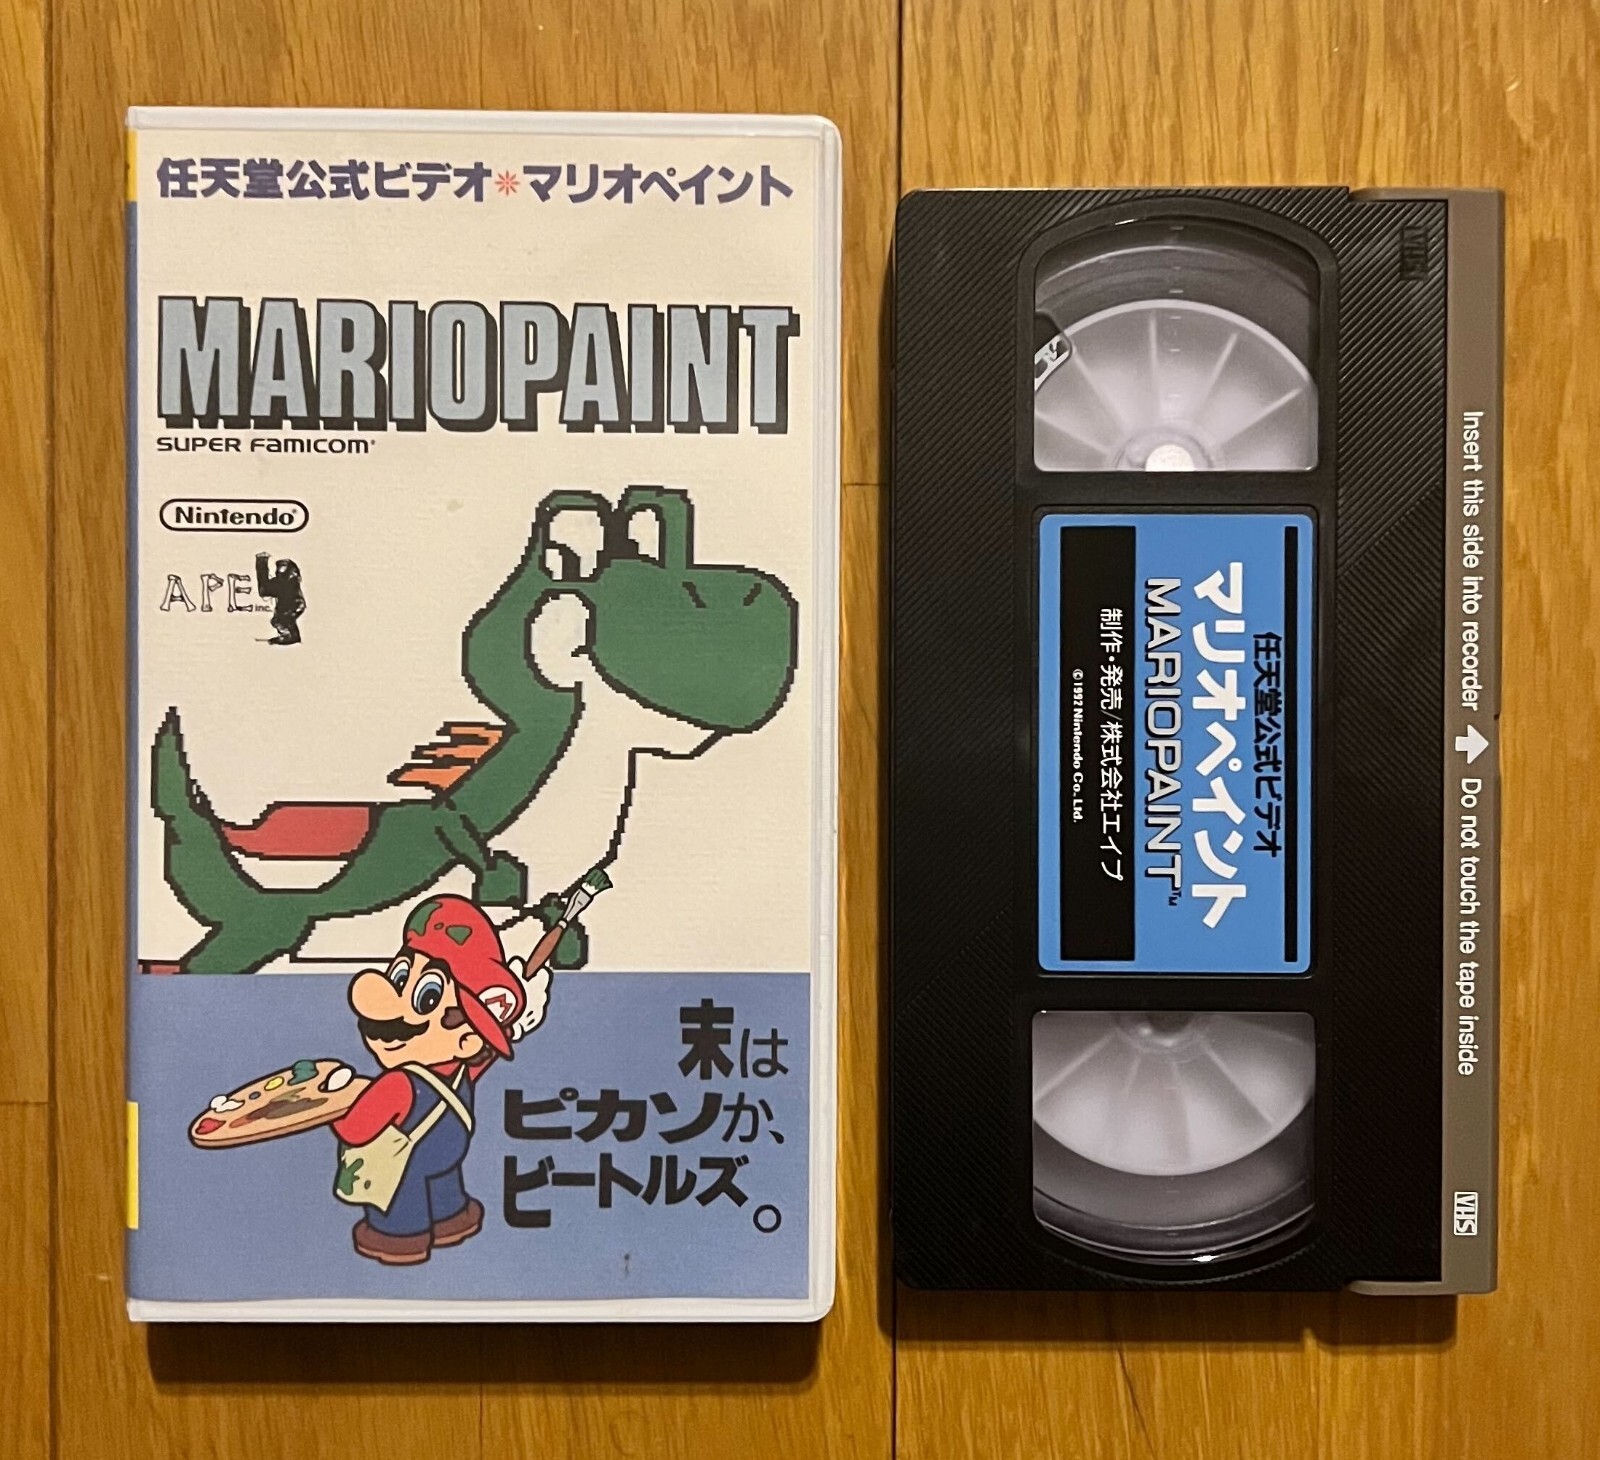 任天堂公式ビデオ※マリオペイント
MARIOPAINT
SUPER FAMICOM
Nintendo
APE inc.
M
末は
ピカソか、
ビートルズ。
任天堂公式ビデオ
マリオペイント
MARIOPAINT™
制作・発売/株式会社エイプ
©1992 Nintendo Co.,Ltd.
VHS
Insert this side into recorder ⬆ Do not touch the tape inside
VHS